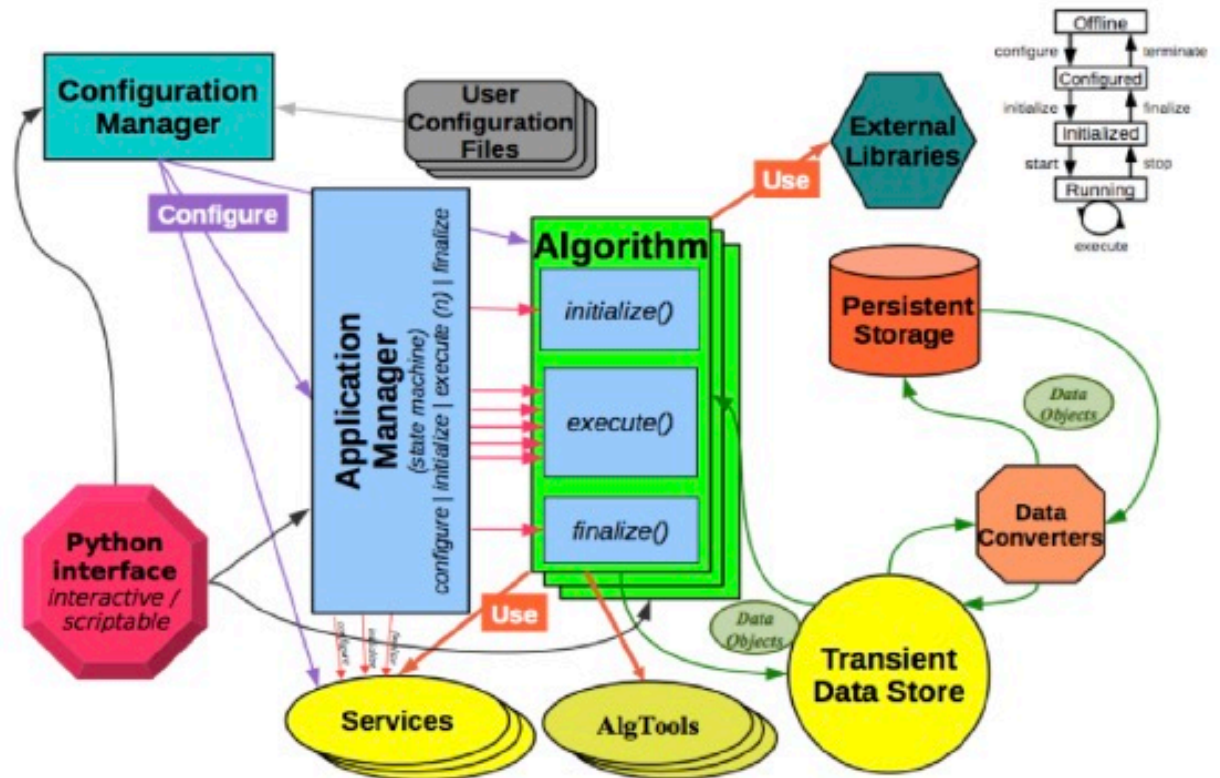 Configuration
Manager
User
Configuration
Files
External
Libraries
Offline
configure
terminate
Configured
initialize
finalize
Initialized
start
stop
Running
execute
Configure
Use
Application
Manager
(state machine)
configure | initialize | execute (n) | finalize
Algorithm
initialize()
execute()
finalize()
Persistent
Storage
Data
Objects
Data
Converters
Python
interface
interactive /
scriptable
Use
Data
Objects
Transient
Data Store
configure
finalize
Services
AlgTools